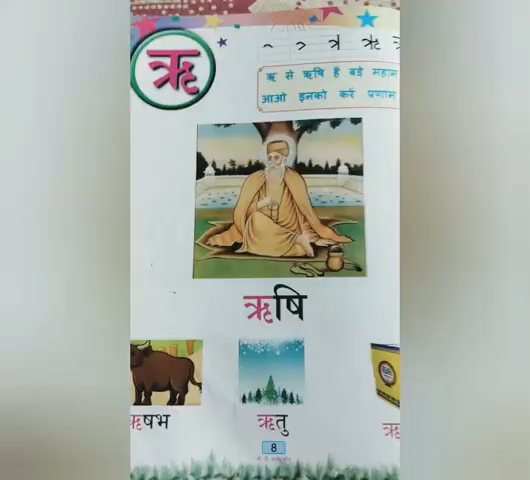 ऋ
ऋ से ऋषि हैं बड़े महान
आओ इनको करें प्रणाम
ऋषि
ऋषभ
ऋतु
8